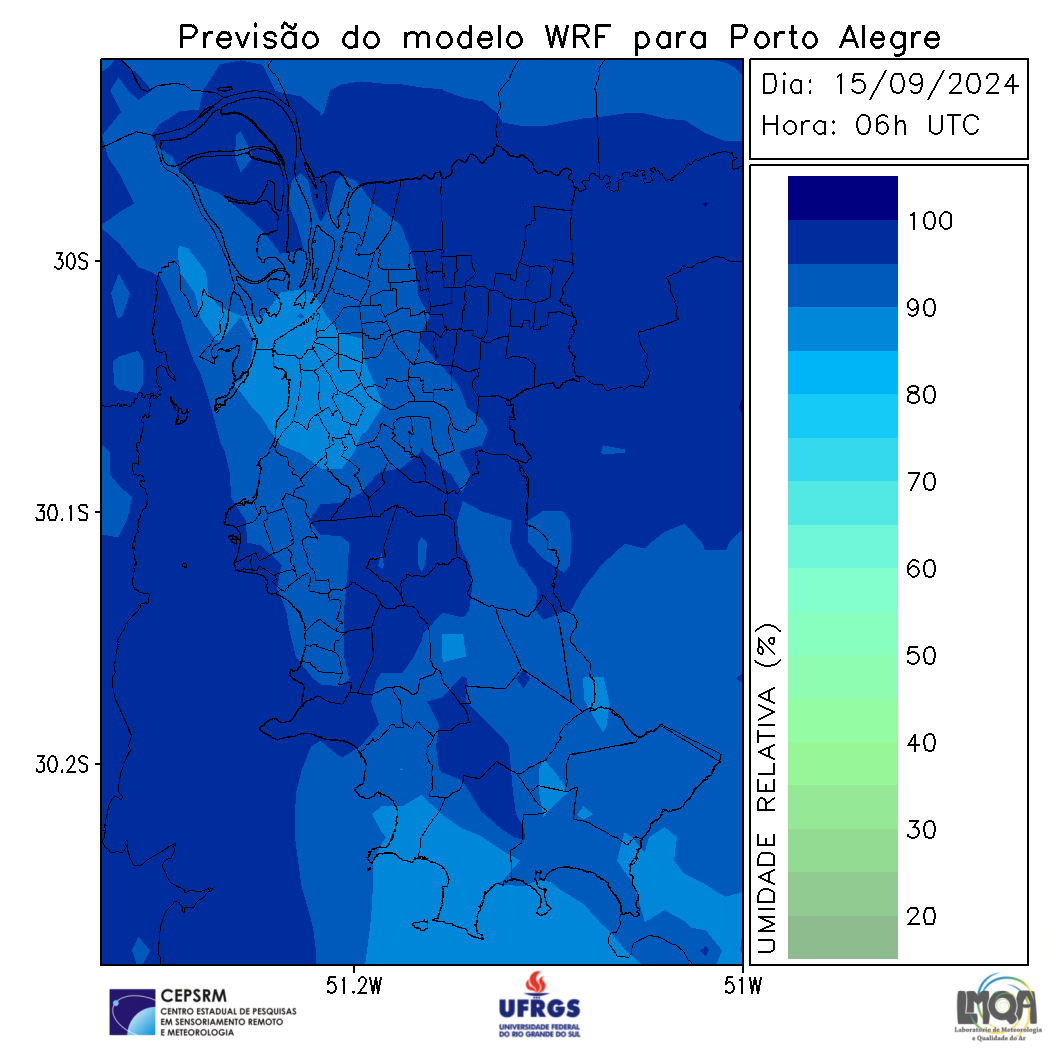 Previsão do modelo WRF para Porto Alegre
Dia: 15/09/2024
Hora: 06h UTC
100
90
80
70
60
50
40
30
20
UMIDADE RELATIVA (%)
30S
30.1S
30.2S
51.2W
51W
CEPSRM
CENTRO ESTADUAL DE PESQUISAS
EM SENSORIAMENTO REMOTO
E METEOROLOGIA
UFRGS
UNIVERSIDADE FEDERAL
DO RIO GRANDE DO SUL
LMQA
Laboratório de Meteorologia
e Qualidade do Ar